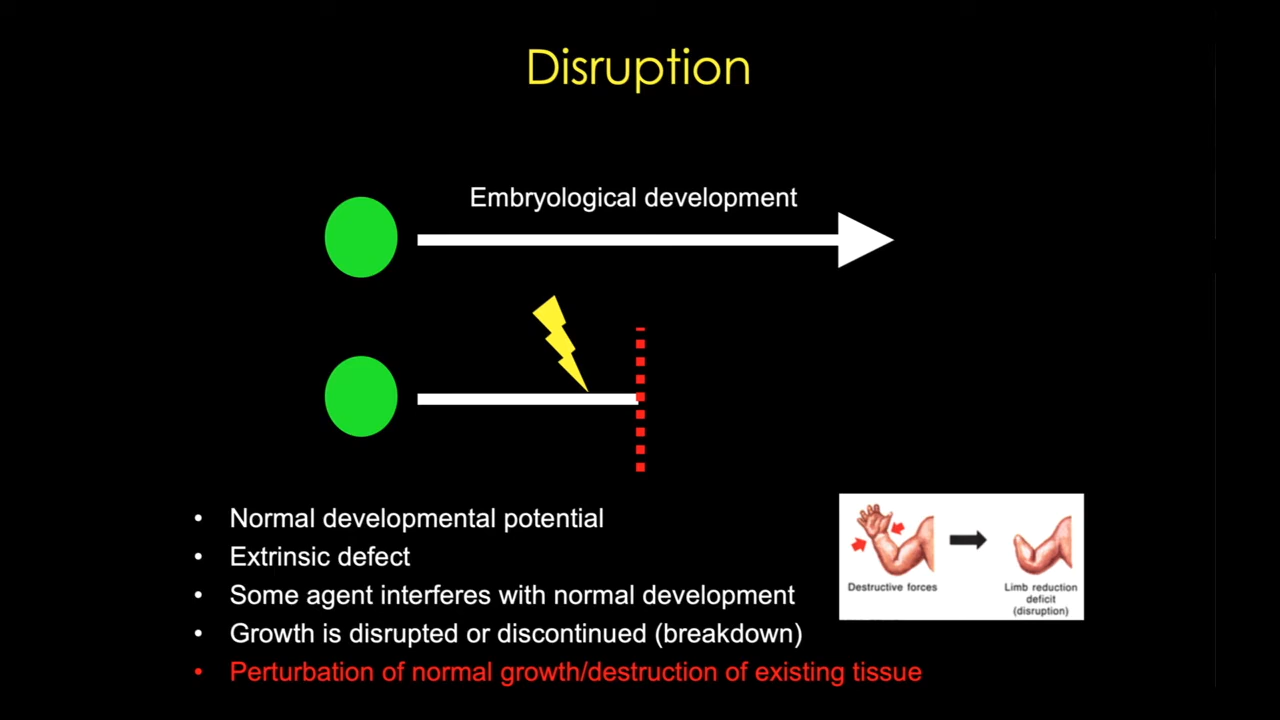 Disruption
Embryological development
• Normal developmental potential
• Extrinsic defect
• Some agent interferes with normal development
• Growth is disrupted or discontinued (breakdown)
• Perturbation of normal growth/destruction of existing tissue
Destructive forces
Limb reduction
deficit
(disruption)